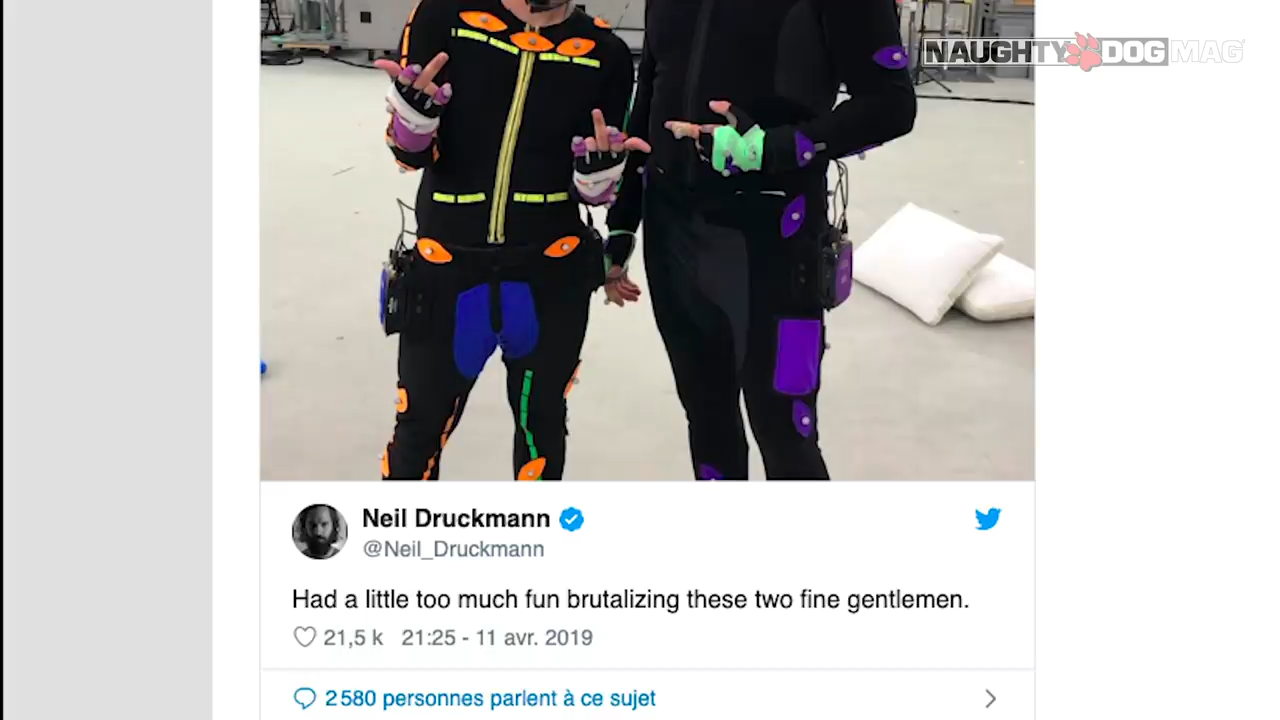 NAUGHTY DOG MAG
Neil Druckmann
@Neil_Druckmann
Had a little too much fun brutalizing these two fine gentlemen.
21,5 k 21:25 - 11 avr. 2019
2 580 personnes parlent à ce sujet